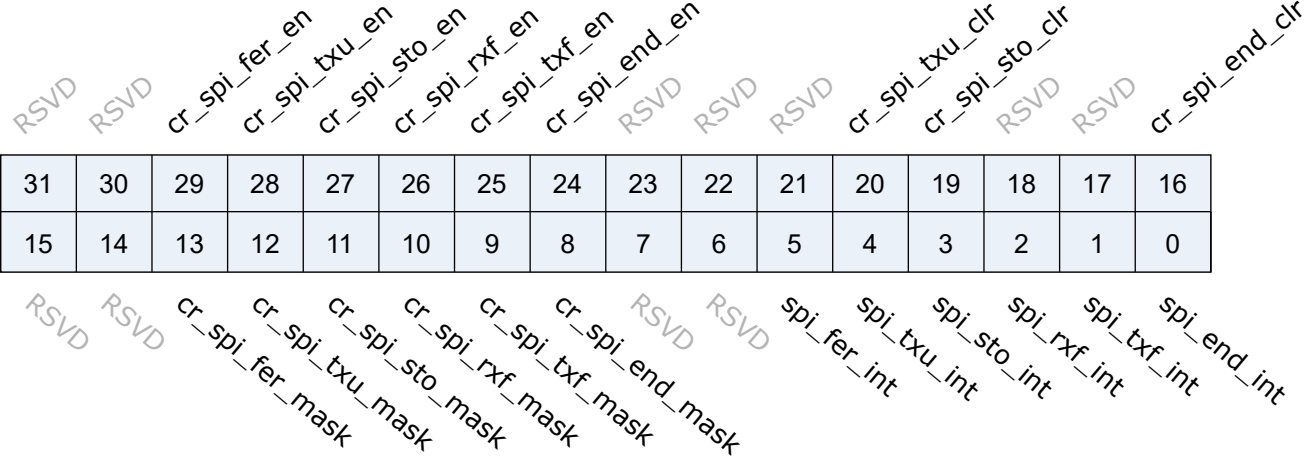 RSVD RSVD cr_spi_fer_en cr_spi_txu_en cr_spi_sto_en cr_spi_rxf_en cr_spi_txf_en cr_spi_end_en RSVD RSVD RSVD cr_spi_txu_clr cr_spi_sto_clr RSVD RSVD cr_spi_end_clr
31 30 29 28 27 26 25 24 23 22 21 20 19 18 17 16
15 14 13 12 11 10 9 8 7 6 5 4 3 2 1 0
RSVD RSVD cr_spi_fer_mask cr_spi_txu_mask cr_spi_sto_mask cr_spi_rxf_mask cr_spi_txf_mask cr_spi_end_mask RSVD RSVD spi_fer_int spi_txu_int spi_sto_int spi_rxf_int spi_txf_int spi_end_int